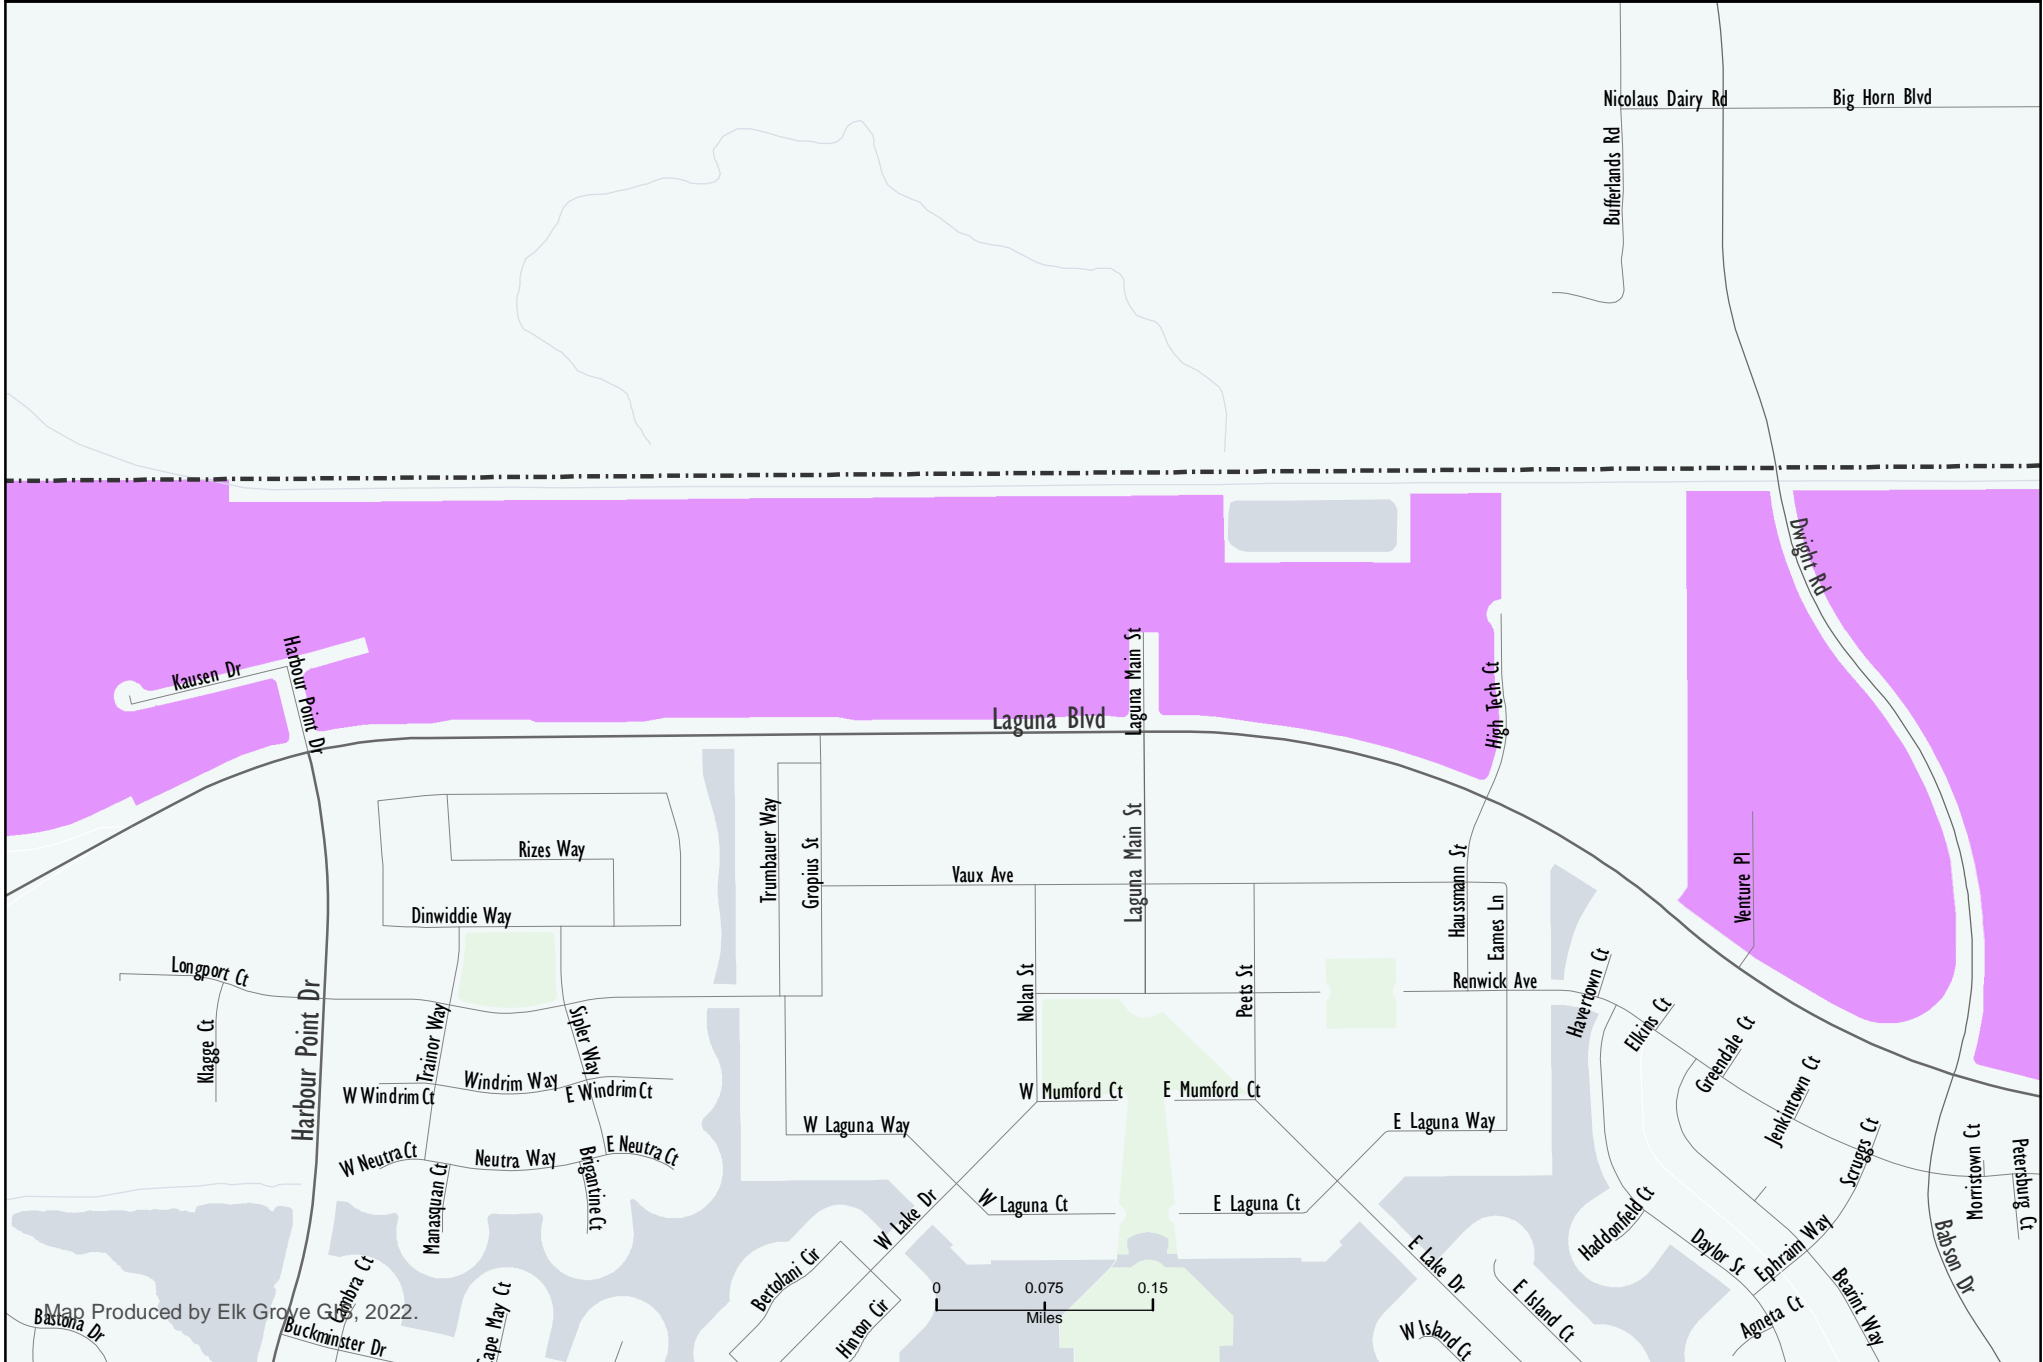 Nicolaus Dairy Rd
Big Horn Blvd
Bufferlands Rd
Dwight Rd
Kausen Dr
Harbour Point Dr
Laguna Main St
Laguna Blvd
High Tech Ct
Trumbauer Way
Gropius St
Rizes Way
Laguna Main St
Vaux Ave
Haussmann St
Eames Ln
Venture Pl
Dinwiddie Way
Longport Ct
Harbour Point Dr
Nolan St
Peets St
Renwick Ave
Havertown Ct
Elkins Ct
Greendale Ct
Klagge Ct
Trainor Way
Sipler Way
Windrim Way
W Windrim Ct
E Windrim Ct
W Mumford Ct
E Mumford Ct
Jenkintown Ct
W Laguna Way
E Laguna Way
Scruggs Ct
Morristown Ct
Petersburg Ct
W Neutra Ct
Neutra Way
E Neutra Ct
Manasquan Ct
Brigantine Ct
W Laguna Ct
E Laguna Ct
W Lake Dr
E Lake Dr
Haddonfield Ct
Daylor St
Ephraim Way
Babson Dr
Bertolani Cir
Hinton Cir
Cambra Ct
Cape May Ct
E Island Ct
W Island Ct
Agneta Ct
Bearint Way
Bastona Dr
Buckminster Dr
Map Produced by Elk Grove GIS, 2022.
0 0.075 0.15
Miles